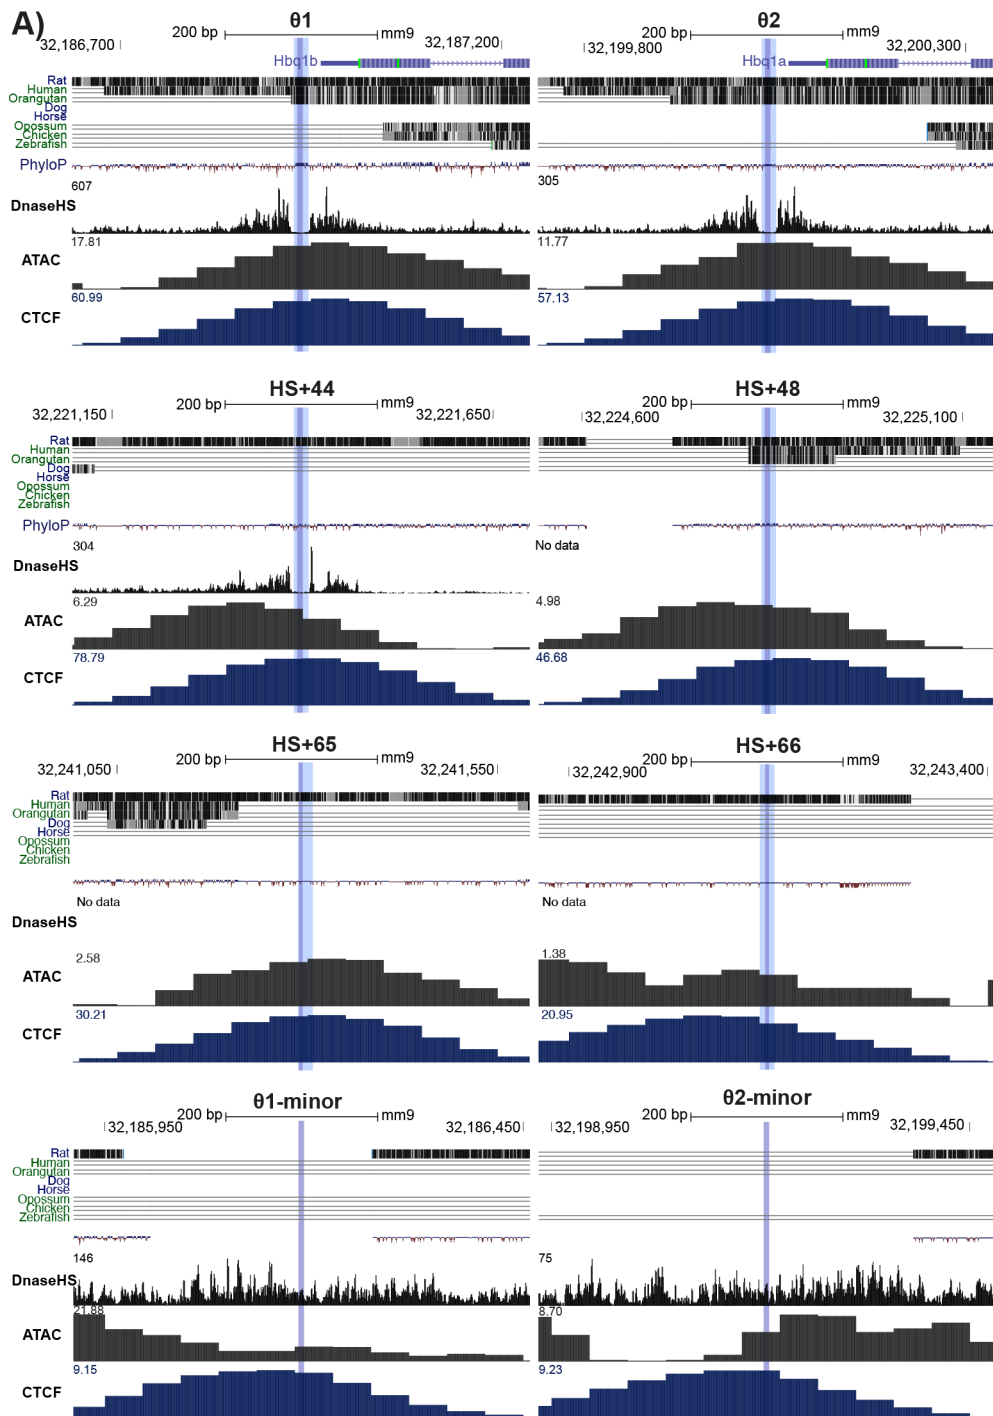 A)
θ1
200 bp mm9
32,186,700 32,187,200
Hbq1b
Rat
Human
Orangutan
Dog
Horse
Opossum
Chicken
Zebrafish
PhyloP
607
DnaseHS
17.81
ATAC
60.99
CTCF
θ2
200 bp mm9
32,199,800 32,200,300
Hbq1a
305
11.77
57.13
HS+44
200 bp mm9
32,221,150 32,221,650
Rat
Human
Orangutan
Dog
Horse
Opossum
Chicken
Zebrafish
PhyloP
304
DnaseHS
6.29
ATAC
78.79
CTCF
HS+48
200 bp mm9
32,224,600 32,225,100
No data
4.98
46.68
HS+65
200 bp mm9
32,241,050 32,241,550
Rat
Human
Orangutan
Dog
Horse
Opossum
Chicken
Zebrafish
No data
DnaseHS
2.58
ATAC
30.21
CTCF
HS+66
200 bp mm9
32,242,900 32,243,400
No data
1.38
20.95
θ1-minor
200 bp mm9
32,185,950 32,186,450
Rat
Human
Orangutan
Dog
Horse
Opossum
Chicken
Zebrafish
146
DnaseHS
21.88
ATAC
9.15
CTCF
θ2-minor
200 bp mm9
32,198,950 32,199,450
75
8.70
9.23